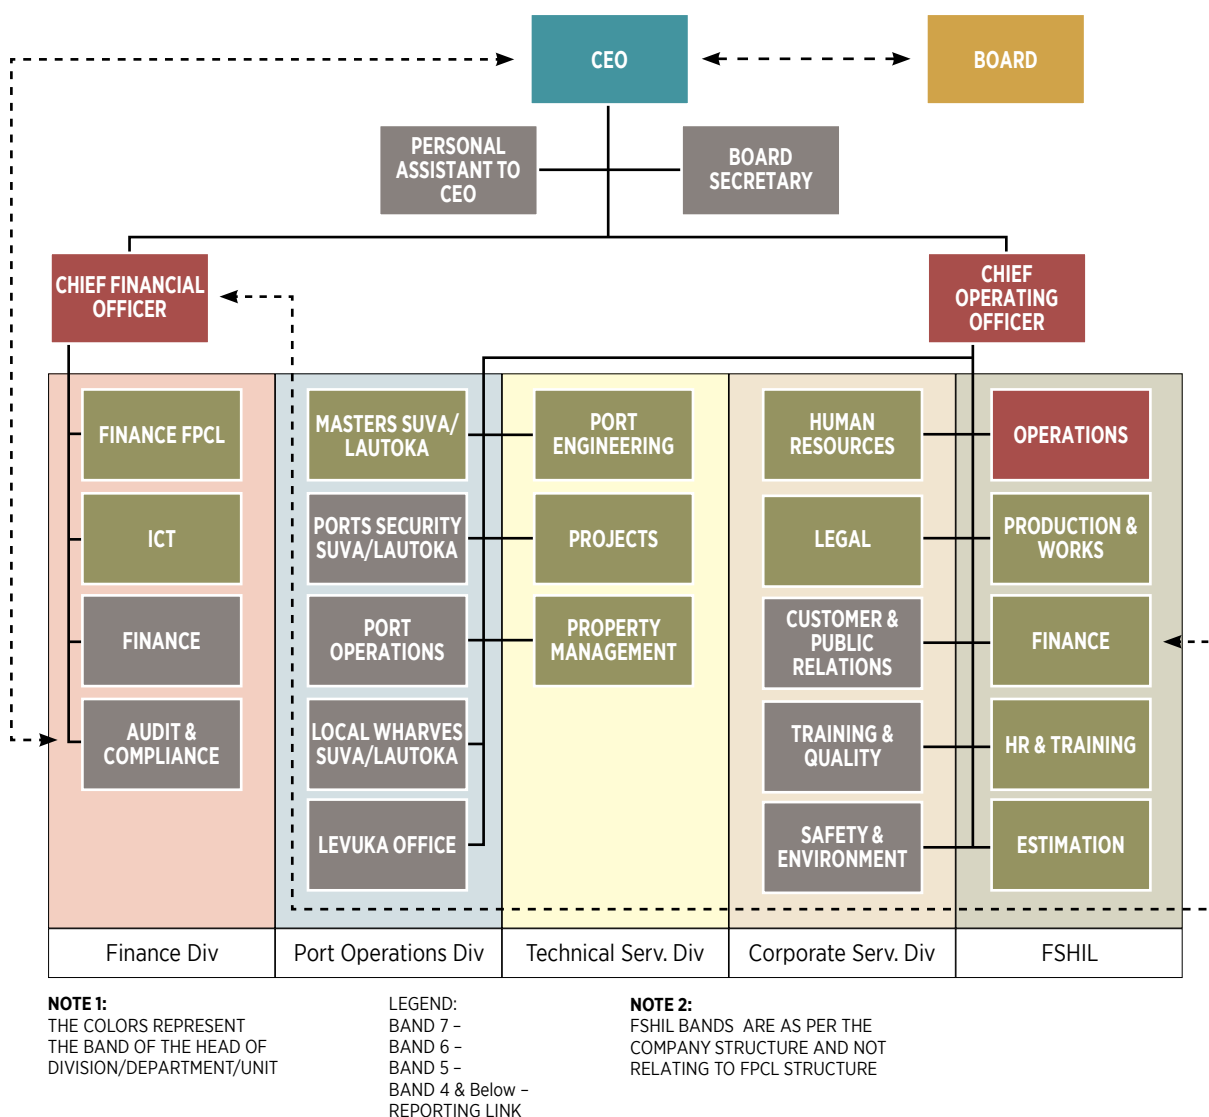 CEO
BOARD
PERSONAL
ASSISTANT TO
CEO
BOARD
SECRETARY
CHIEF FINANCIAL
OFFICER
CHIEF
OPERATING
OFFICER
FINANCE FPCL
ICT
FINANCE
AUDIT &
COMPLIANCE
MASTERS SUVA/
LAUTOKA
PORTS SECURITY
SUVA/LAUTOKA
PORT
OPERATIONS
LOCAL WHARVES
SUVA/LAUTOKA
LEVUKA OFFICE
PORT
ENGINEERING
PROJECTS
PROPERTY
MANAGEMENT
HUMAN
RESOURCES
LEGAL
CUSTOMER &
PUBLIC
RELATIONS
TRAINING &
QUALITY
SAFETY &
ENVIRONMENT
OPERATIONS
PRODUCTION &
WORKS
FINANCE
HR & TRAINING
ESTIMATION
Finance Div
Port Operations Div
Technical Serv. Div
Corporate Serv. Div
FSHIL
NOTE 1:
THE COLORS REPRESENT
THE BAND OF THE HEAD OF
DIVISION/DEPARTMENT/UNIT
LEGEND:
BAND 7 –
BAND 6 –
BAND 5 –
BAND 4 & Below –
REPORTING LINK
NOTE 2:
FSHIL BANDS ARE AS PER THE
COMPANY STRUCTURE AND NOT
RELATING TO FPCL STRUCTURE